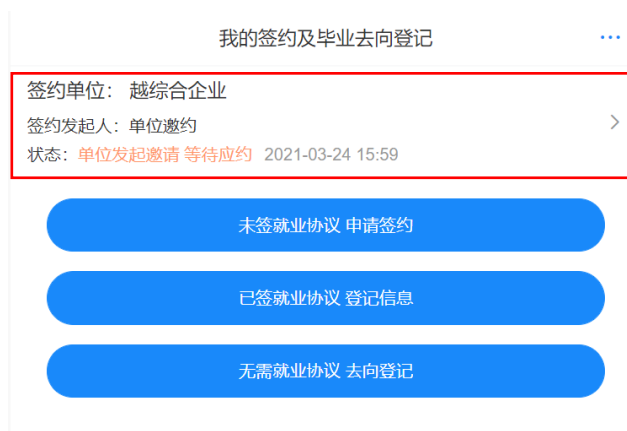 我的签约及毕业去向登记
签约单位： 越综合企业
签约发起人：单位邀约
状态：单位发起邀请 等待应约 2021-03-24 15:59
未签就业协议 申请签约
已签就业协议 登记信息
无需就业协议 去向登记